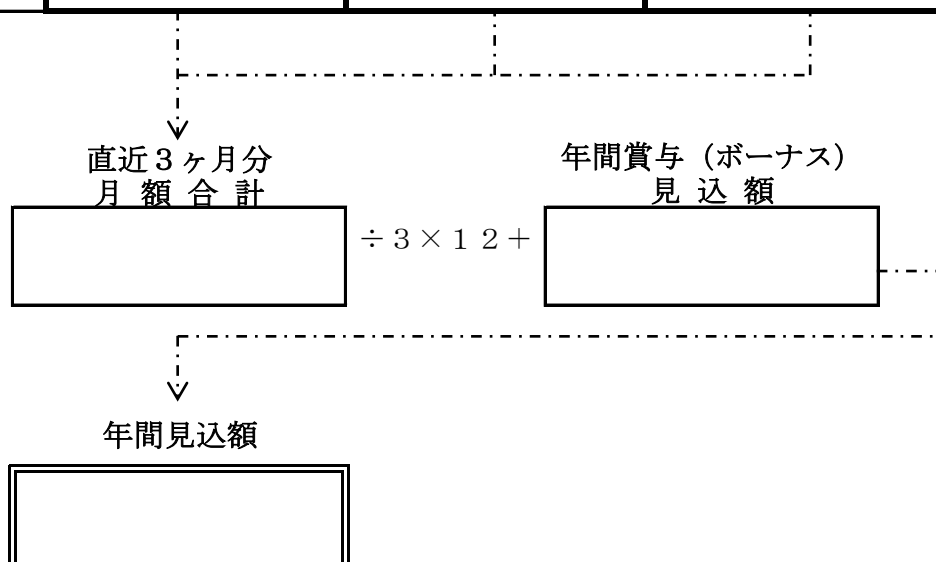 直近３ヶ月分
月 額 合 計
年間賞与（ボーナス）
見 込 額
÷３×１２＋
年間見込額